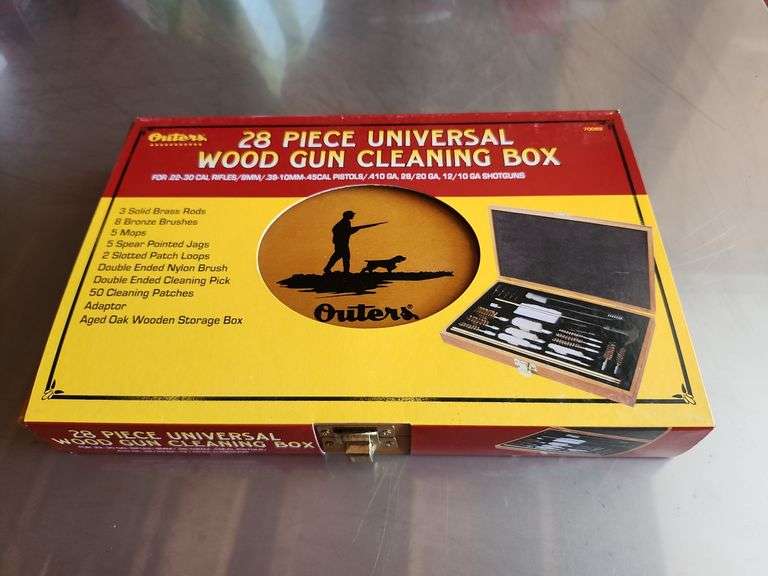 Outers
28 PIECE UNIVERSAL
WOOD GUN CLEANING BOX
FOR .22-30 CAL RIFLES/9MM/.38-10MM-.45CAL PISTOLS/.410 GA, 28/20 GA, 12/10 GA SHOTGUNS
3 Solid Brass Rods
8 Bronze Brushes
5 Mops
5 Spear Pointed Jags
2 Slotted Patch Loops
Double Ended Nylon Brush
Double Ended Cleaning Pick
50 Cleaning Patches
Adaptor
Aged Oak Wooden Storage Box
Outers
28 PIECE UNIVERSAL
WOOD GUN CLEANING BOX